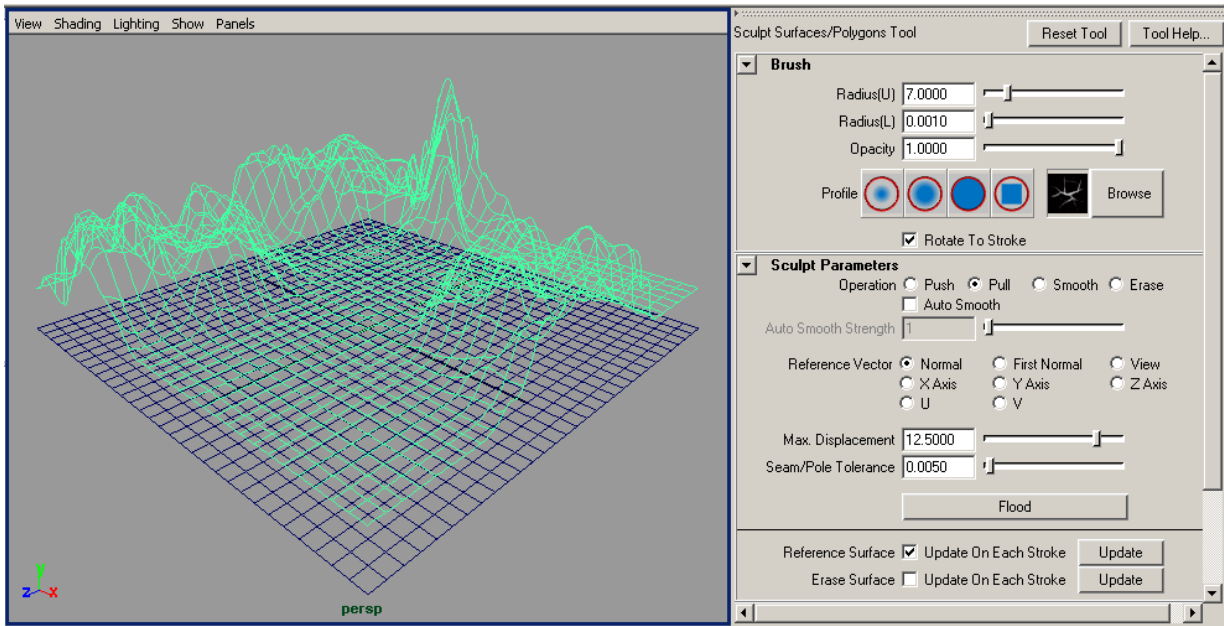 View Shading Lighting Show Panels
y
z x
persp
Sculpt Surfaces/Polygons Tool Reset Tool Tool Help...
Brush
Radius(U) 7.0000
Radius(L) 0.0010
Opacity 1.0000
Profile Browse
Rotate To Stroke
Sculpt Parameters
Operation Push Pull Smooth Erase
Auto Smooth
Auto Smooth Strength 1
Reference Vector Normal First Normal View
X Axis Y Axis Z Axis
U V
Max. Displacement 12.5000
Seam/Pole Tolerance 0.0050
Flood
Reference Surface Update On Each Stroke Update
Erase Surface Update On Each Stroke Update